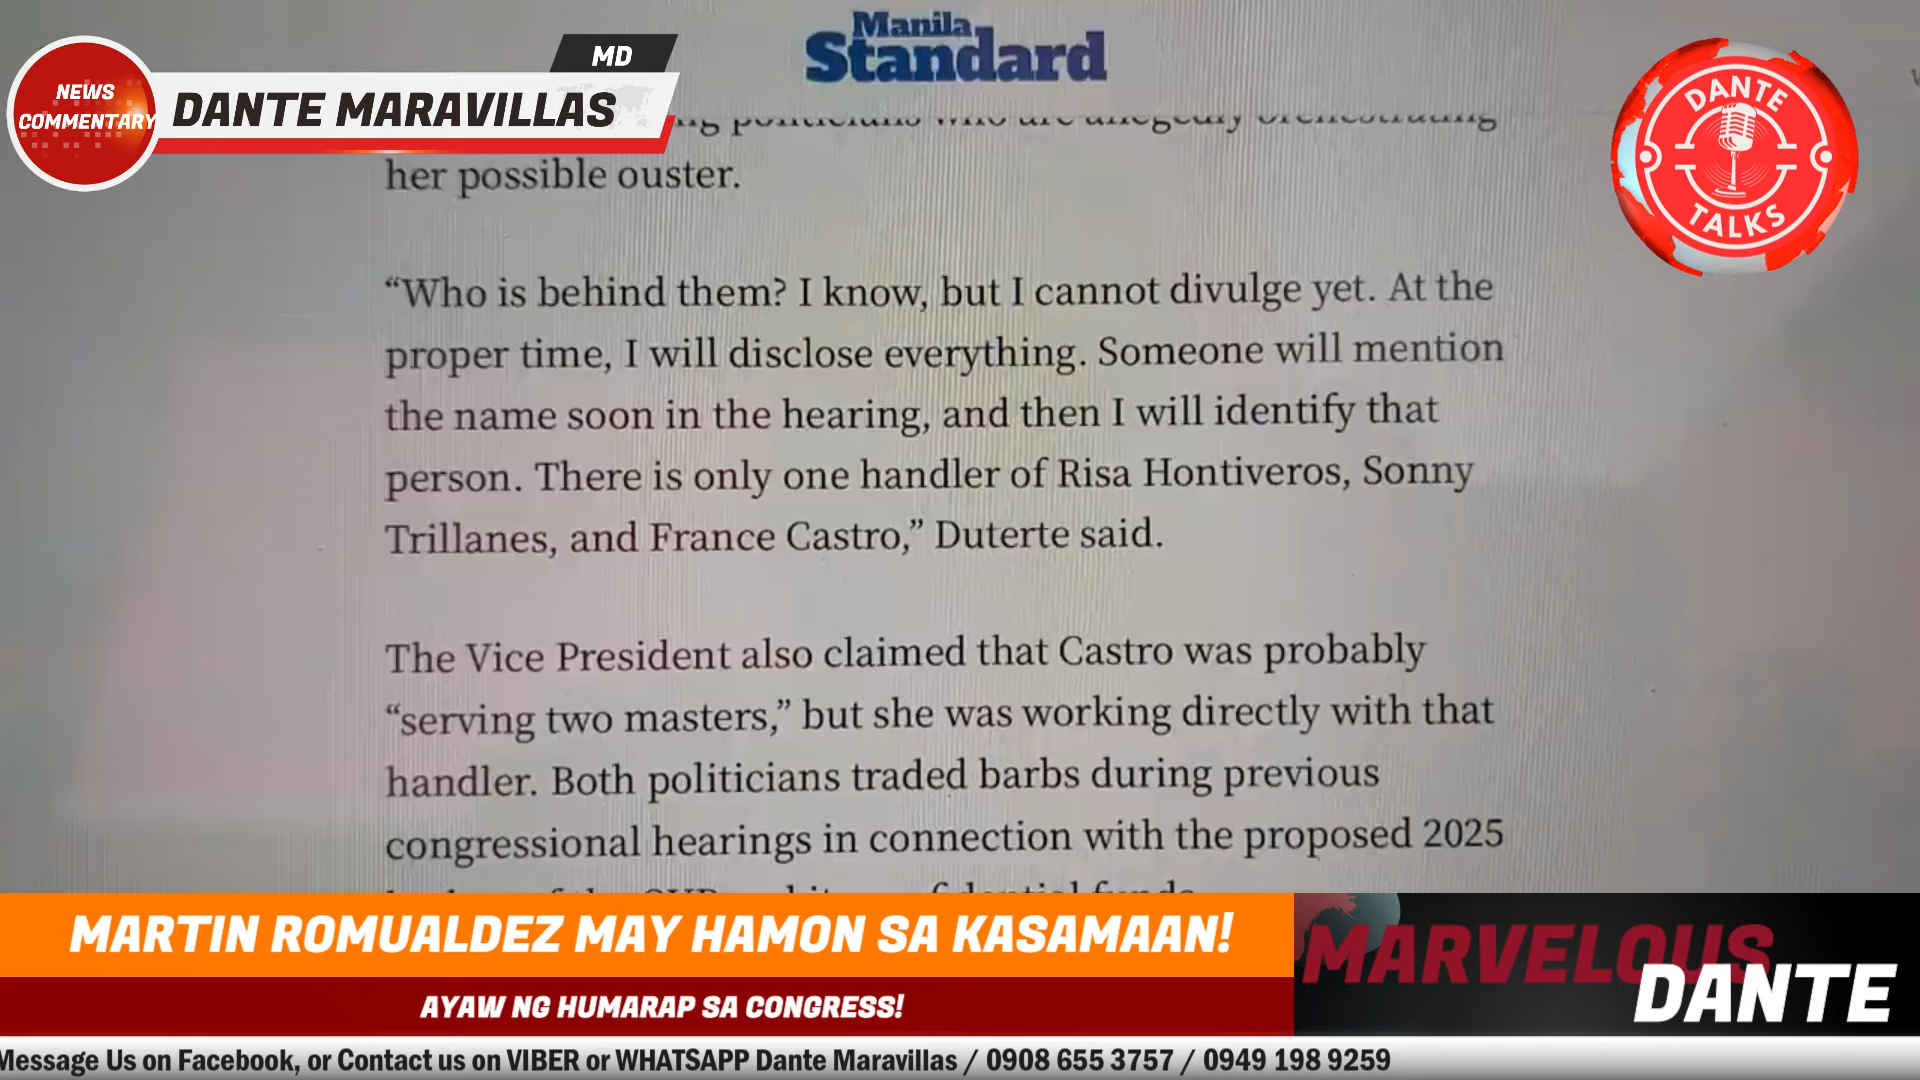 Manila
Standard
MD
NEWS
COMMENTARY
DANTE MARAVILLAS
DANTE
TALKS
politicians who are allegedly orchestrating
her possible ouster.
“Who is behind them? I know, but I cannot divulge yet. At the
proper time, I will disclose everything. Someone will mention
the name soon in the hearing, and then I will identify that
person. There is only one handler of Risa Hontiveros, Sonny
Trillanes, and France Castro,” Duterte said.
The Vice President also claimed that Castro was probably
“serving two masters,” but she was working directly with that
handler. Both politicians traded barbs during previous
congressional hearings in connection with the proposed 2025
MARTIN ROMUALDEZ MAY HAMON SA KASAMAAN!
AYAW NG HUMARAP SA CONGRESS!
MARVELOUS
DANTE
Message Us on Facebook, or Contact us on VIBER or WHATSAPP Dante Maravillas / 0908 655 3757 / 0949 198 9259